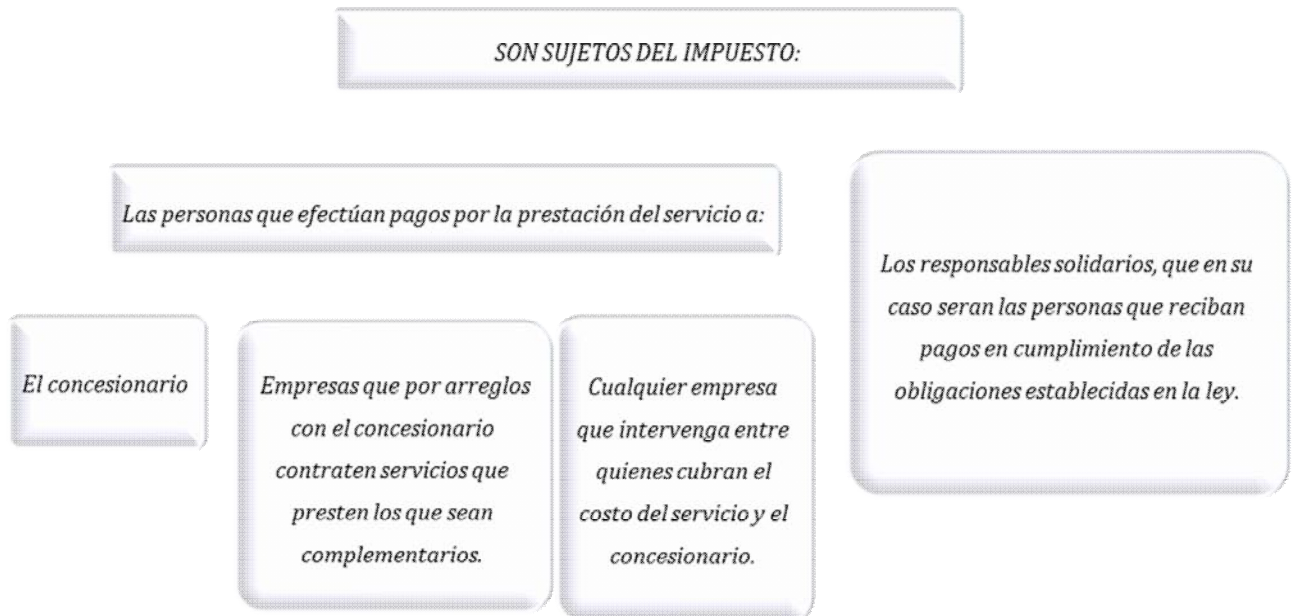 SON SUJETOS DEL IMPUESTO:
Las personas que efectúan pagos por la prestación del servicio a:
El concesionario
Empresas que por arreglos
con el concesionario
contraten servicios que
presten los que sean
complementarios.
Cualquier empresa
que intervenga entre
quienes cubran el
costo del servicio y el
concesionario.
Los responsables solidarios, que en su
caso seran las personas que reciban
pagos en cumplimiento de las
obligaciones establecidas en la ley.